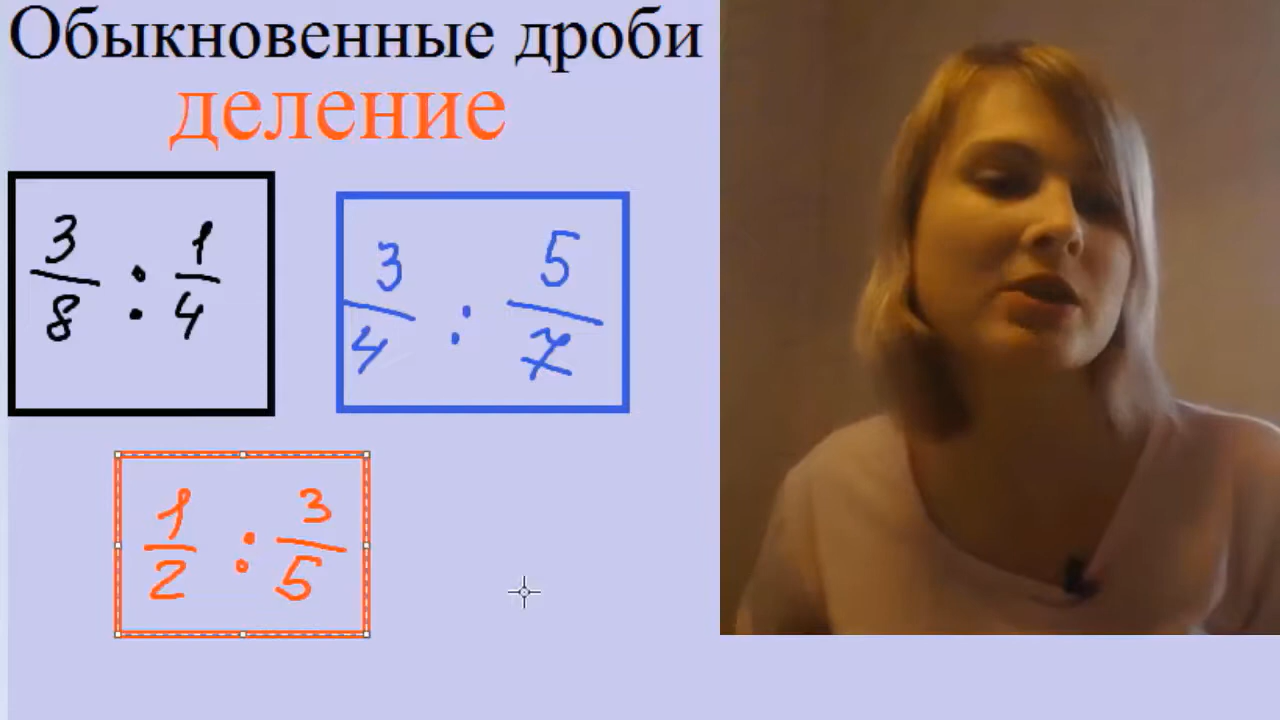 Обыкновенные дроби
деление
3/8 : 1/4
3/4 : 5/7
1/2 : 3/5